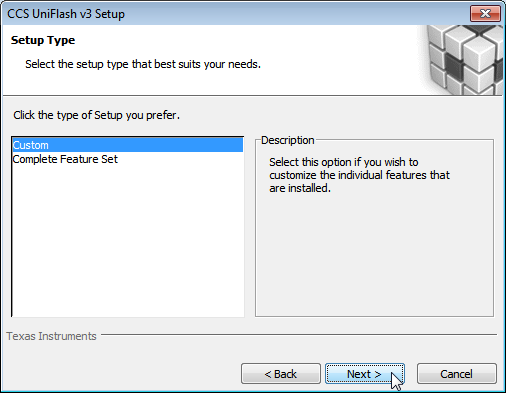 CCS UniFlash v3 Setup
Setup Type
Select the setup type that best suits your needs.
Click the type of Setup you prefer.
Custom
Complete Feature Set
Description
Select this option if you wish to
customize the individual features that
are installed.
Texas Instruments
< Back
Next >
Cancel